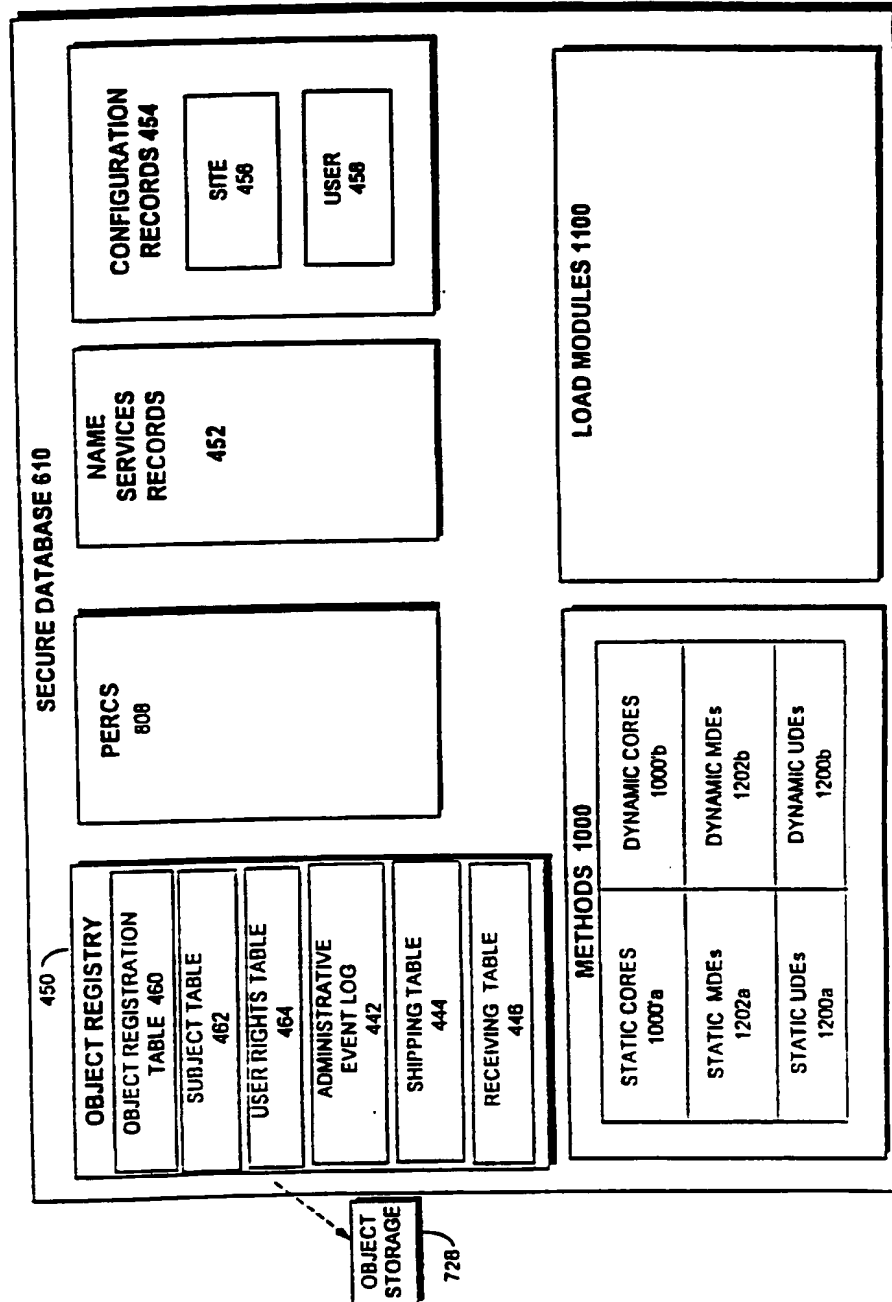 SECURE DATABASE 610
450
OBJECT REGISTRY
OBJECT REGISTRATION
TABLE 460
SUBJECT TABLE
462
USER RIGHTS TABLE
464
ADMINISTRATIVE
EVENT LOG
442
SHIPPING TABLE
444
RECEIVING TABLE
446
PERCS
808
NAME
SERVICES
RECORDS
452
CONFIGURATION
RECORDS 454
SITE
456
USER
458
OBJECT
STORAGE
728
METHODS 1000
STATIC CORES
1000'a
DYNAMIC CORES
1000'b
STATIC MDEs
1202a
DYNAMIC MDEs
1202b
STATIC UDEs
1200a
DYNAMIC UDEs
1200b
LOAD MODULES 1100